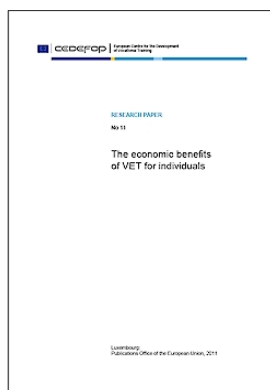 CEDEFOP
European Centre for the Development
of Vocational Training
RESEARCH PAPER
No 11
The economic benefits
of VET for individuals
Luxembourg:
Publications Office of the European Union, 2011